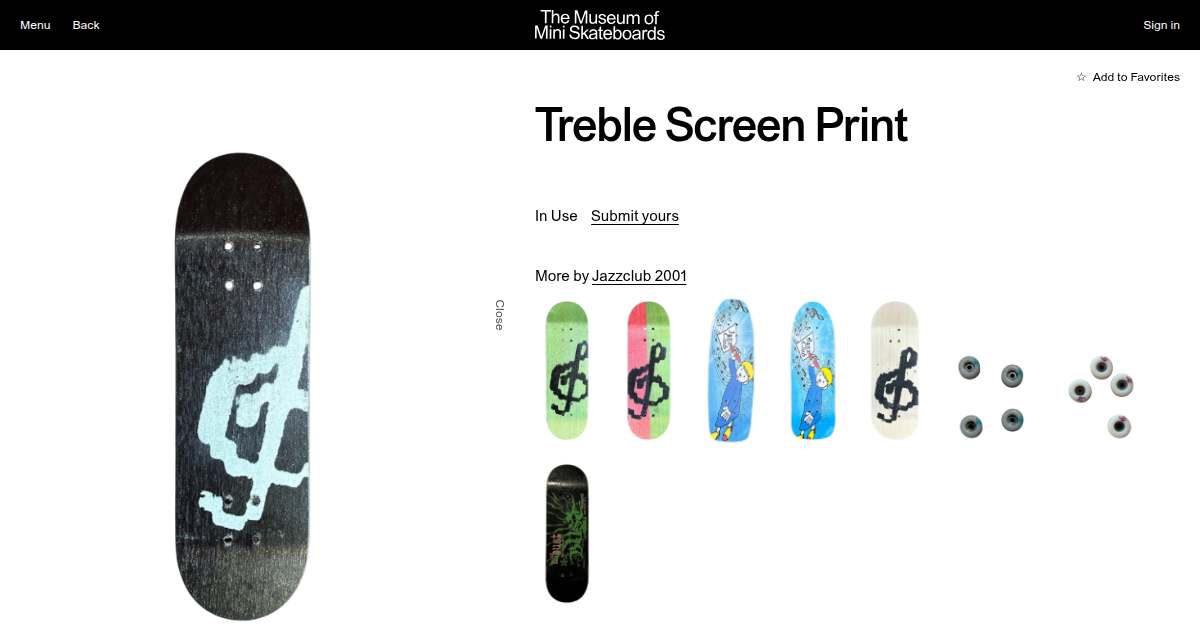 Menu
Back
The Museum of
Mini Skateboards
Sign in
☆ Add to Favorites
Treble Screen Print
In Use Submit yours
More by Jazzclub 2001
Close